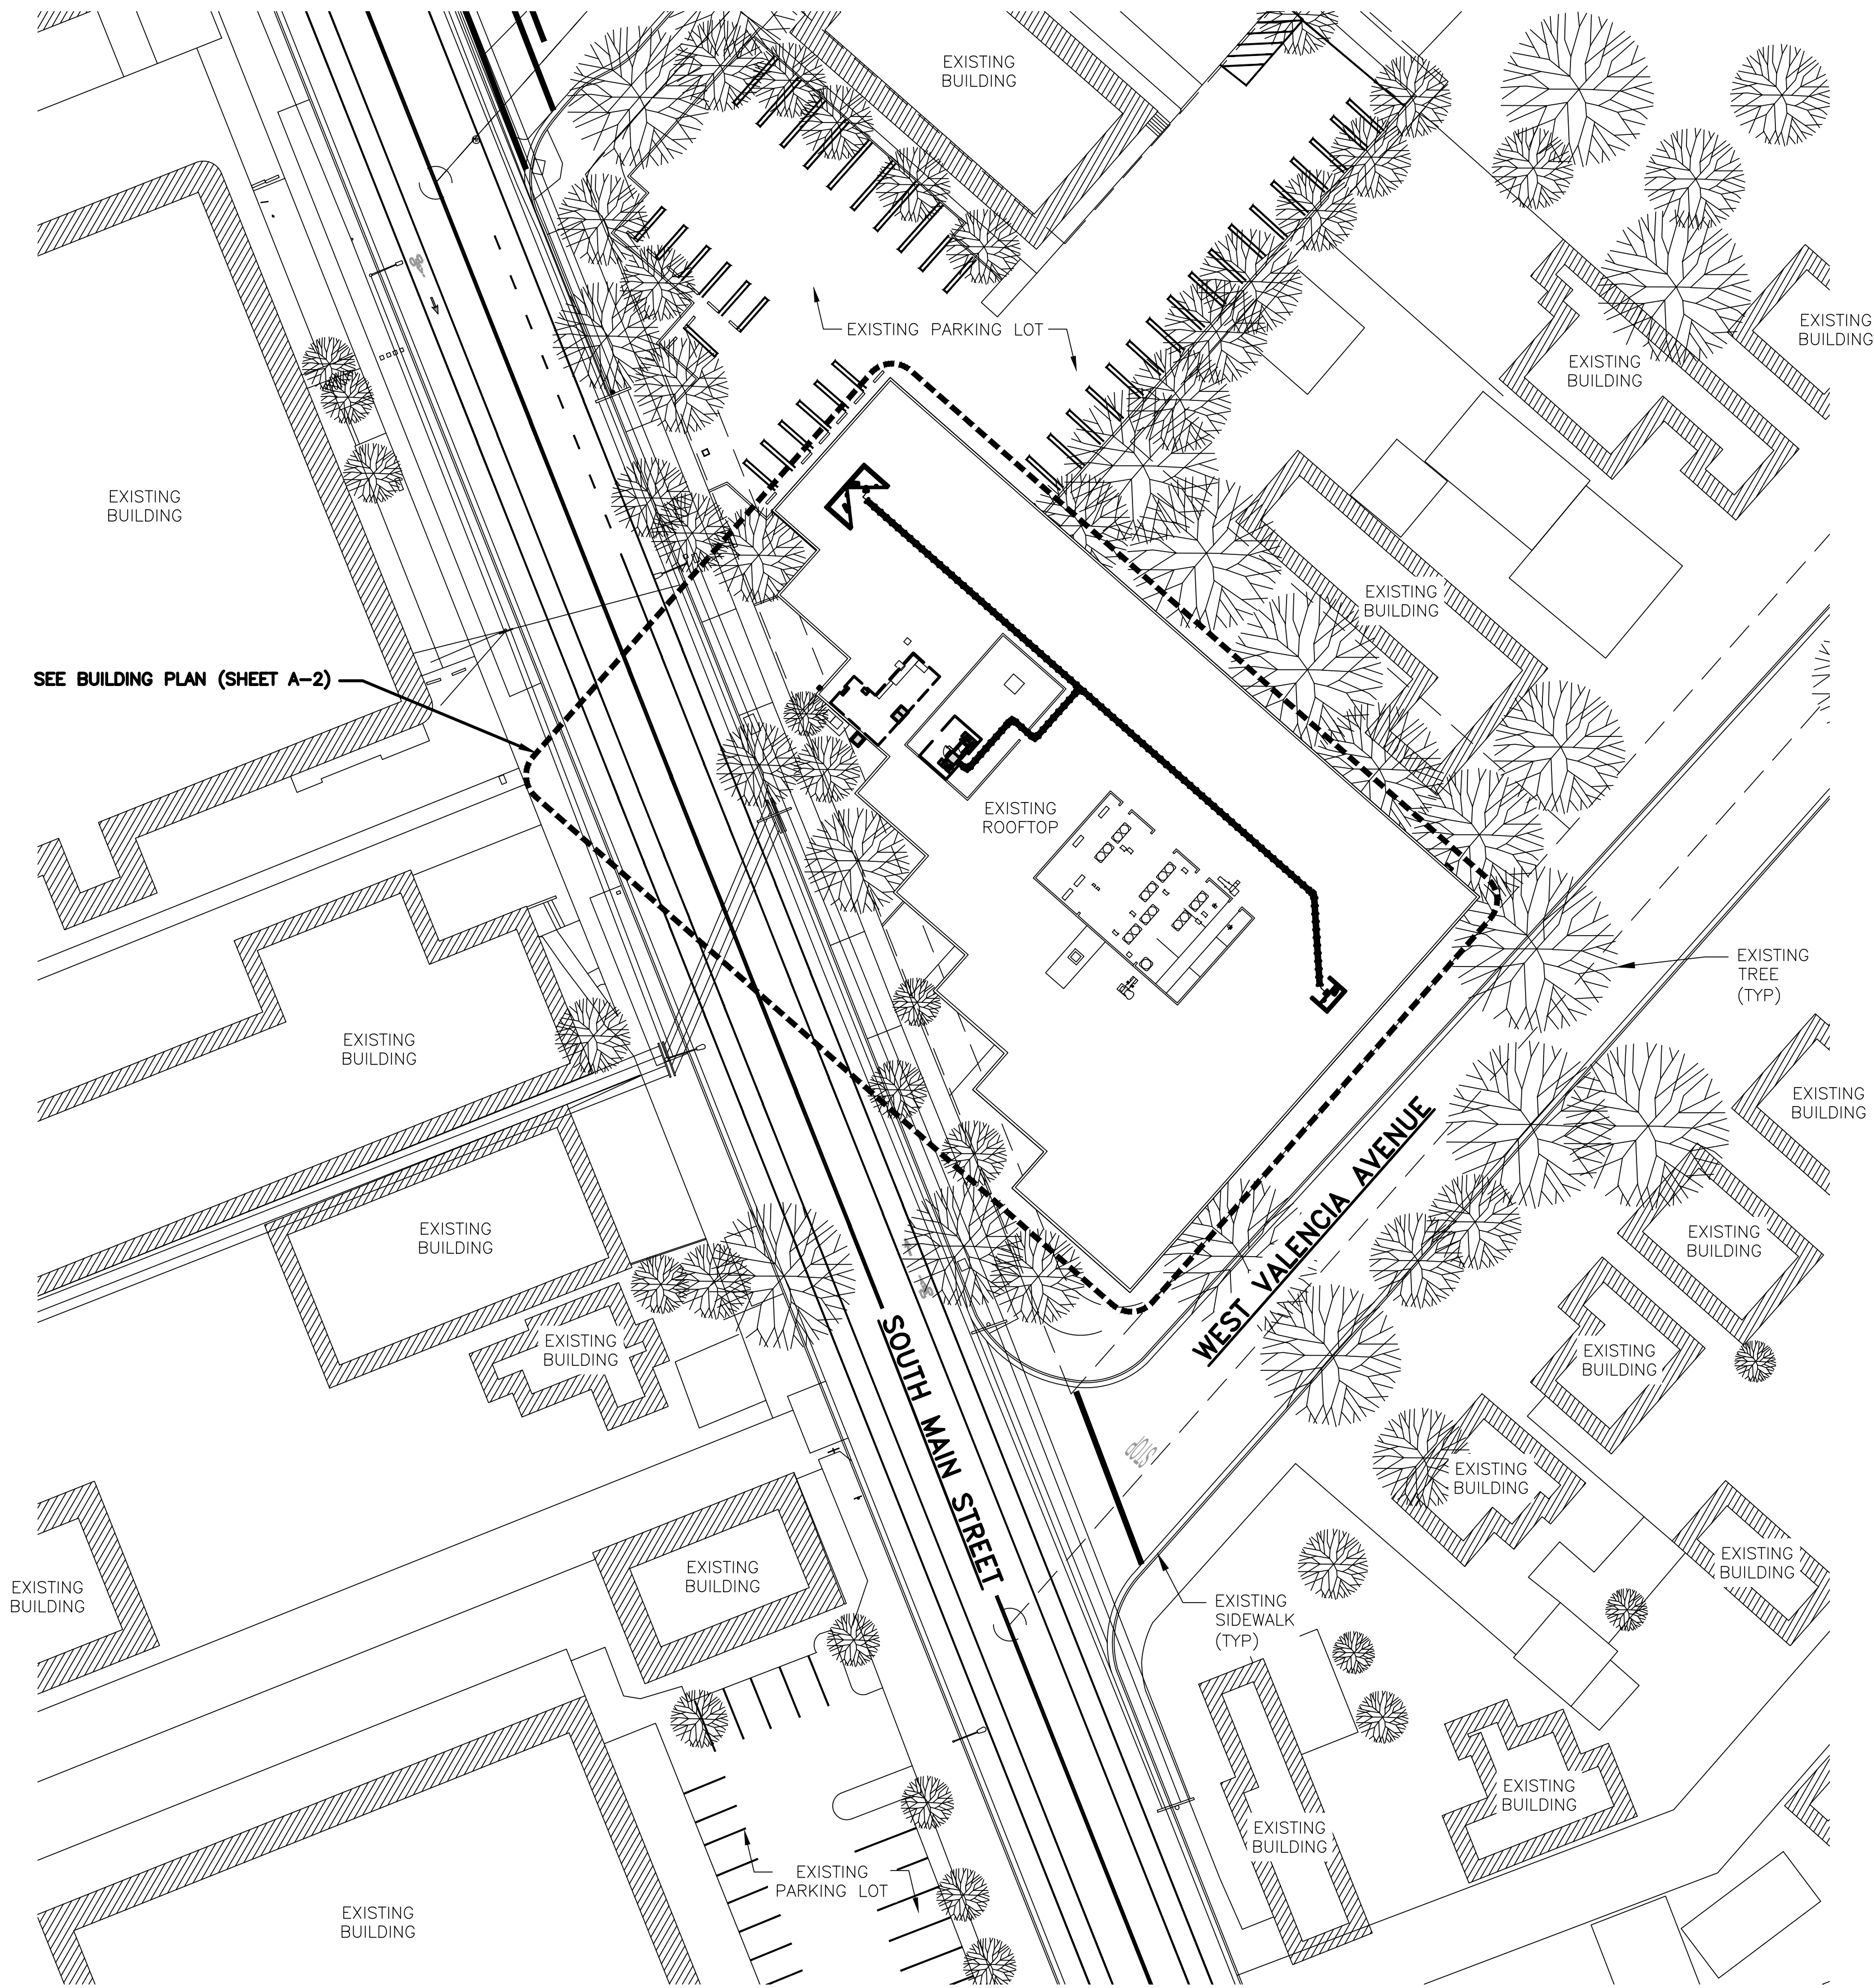 EXISTING
BUILDING
EXISTING PARKING LOT
EXISTING
BUILDING
EXISTING
BUILDING
EXISTING
BUILDING
EXISTING
BUILDING
SEE BUILDING PLAN (SHEET A-2)
EXISTING
ROOFTOP
EXISTING
TREE
(TYP)
EXISTING
BUILDING
EXISTING
BUILDING
WEST VALENCIA AVENUE
EXISTING
BUILDING
EXISTING
BUILDING
EXISTING
BUILDING
EXISTING
BUILDING
SOUTH MAIN STREET
STOP
EXISTING
BUILDING
EXISTING
BUILDING
EXISTING
BUILDING
EXISTING
BUILDING
EXISTING
SIDEWALK
(TYP)
EXISTING
BUILDING
EXISTING
BUILDING
EXISTING
PARKING LOT
EXISTING
BUILDING